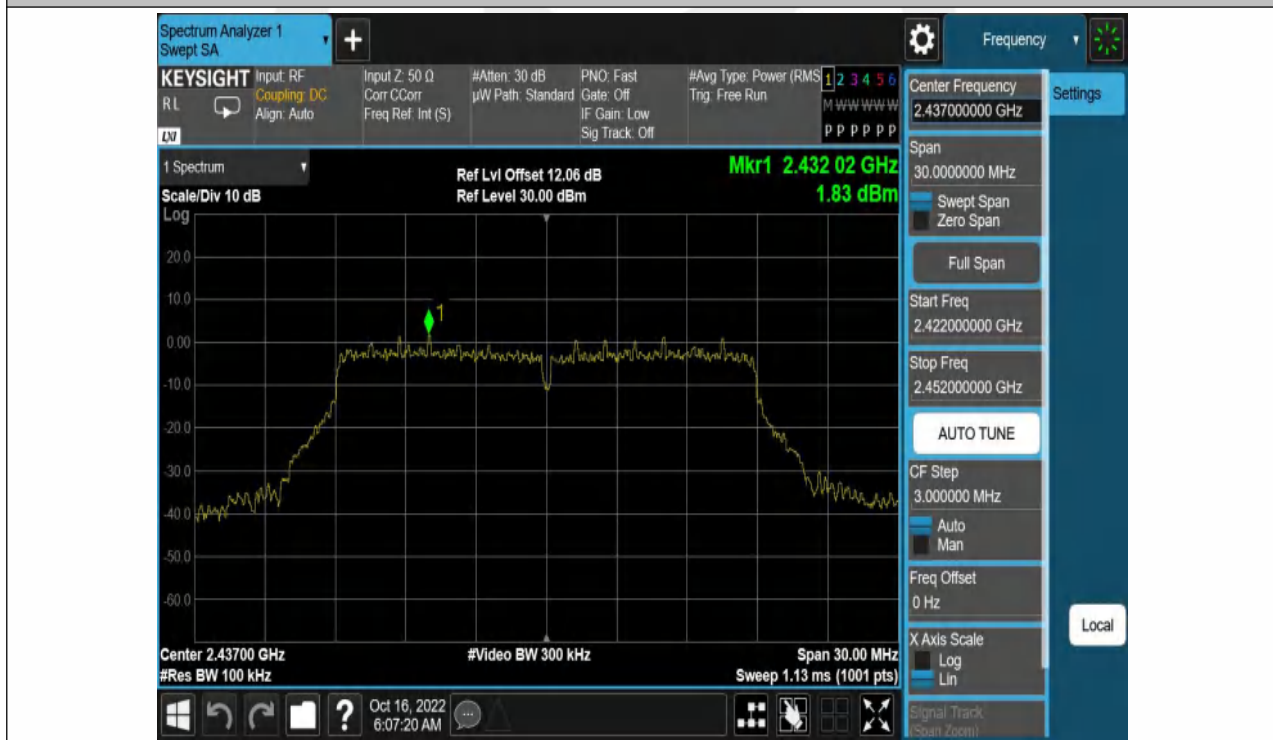 Spectrum Analyzer 1
Swept SA
+
Frequency
KEYSIGHT
RL
LXI
Input: RF
Coupling: DC
Align: Auto
Input Z: 50 Ω
Corr CCorr
Freq Ref: Int (S)
#Atten: 30 dB
µW Path: Standard
PNO: Fast
Gate: Off
IF Gain: Low
Sig Track: Off
#Avg Type: Power (RMS
Trig: Free Run
1 2 3 4 5 6
M W W W W W
P P P P P P
1 Spectrum
Scale/Div 10 dB
Log
Ref Lvl Offset 12.06 dB
Ref Level 30.00 dBm
Mkr1 2.432 02 GHz
1.83 dBm
1
20.0
10.0
0.00
-10.0
-20.0
-30.0
-40.0
-50.0
-60.0
Center 2.43700 GHz
#Res BW 100 kHz
#Video BW 300 kHz
Span 30.00 MHz
Sweep 1.13 ms (1001 pts)
?
Oct 16, 2022
6:07:20 AM
Center Frequency
2.437000000 GHz
Settings
Span
30.0000000 MHz
Swept Span
Zero Span
Full Span
Start Freq
2.422000000 GHz
Stop Freq
2.452000000 GHz
AUTO TUNE
CF Step
3.000000 MHz
Auto
Man
Freq Offset
0 Hz
X Axis Scale
Log
Lin
Local
Signal Track
(Span Zoom)